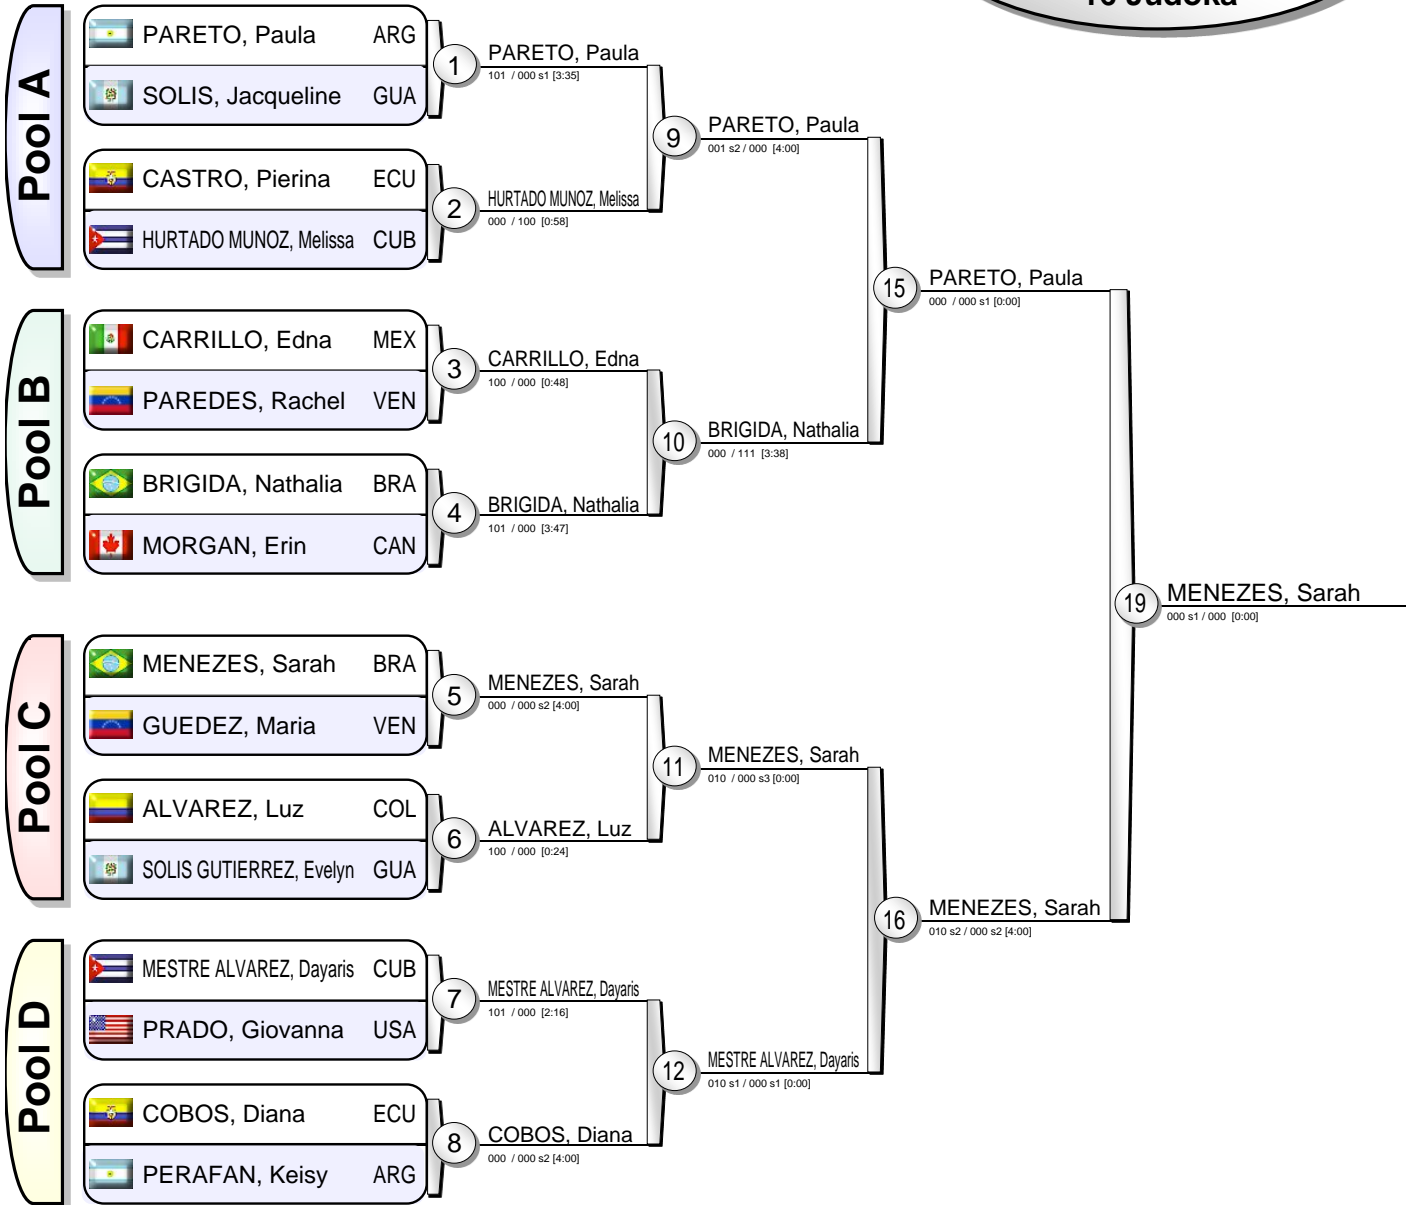 16 Judoka
Pool A
PARETO, Paula ARG
SOLIS, Jacqueline GUA
1
PARETO, Paula
101 / 000 s1 [3:35]
CASTRO, Pierina ECU
HURTADO MUNOZ, Melissa CUB
2
HURTADO MUNOZ, Melissa
000 / 100 [0:58]
9
PARETO, Paula
001 s2 / 000 [4:00]
Pool B
CARRILLO, Edna MEX
PAREDES, Rachel VEN
3
CARRILLO, Edna
100 / 000 [0:48]
BRIGIDA, Nathalia BRA
MORGAN, Erin CAN
4
BRIGIDA, Nathalia
101 / 000 [3:47]
10
BRIGIDA, Nathalia
000 / 111 [3:38]
15
PARETO, Paula
000 / 000 s1 [0:00]
Pool C
MENEZES, Sarah BRA
GUEDEZ, Maria VEN
5
MENEZES, Sarah
000 / 000 s2 [4:00]
ALVAREZ, Luz COL
SOLIS GUTIERREZ, Evelyn GUA
6
ALVAREZ, Luz
100 / 000 [0:24]
11
MENEZES, Sarah
010 / 000 s3 [0:00]
Pool D
MESTRE ALVAREZ, Dayaris CUB
PRADO, Giovanna USA
7
MESTRE ALVAREZ, Dayaris
101 / 000 [2:16]
COBOS, Diana ECU
PERAFAN, Keisy ARG
8
COBOS, Diana
000 / 000 s2 [4:00]
12
MESTRE ALVAREZ, Dayaris
010 s1 / 000 s1 [0:00]
16
MENEZES, Sarah
010 s2 / 000 s2 [4:00]
19
MENEZES, Sarah
000 s1 / 000 [0:00]